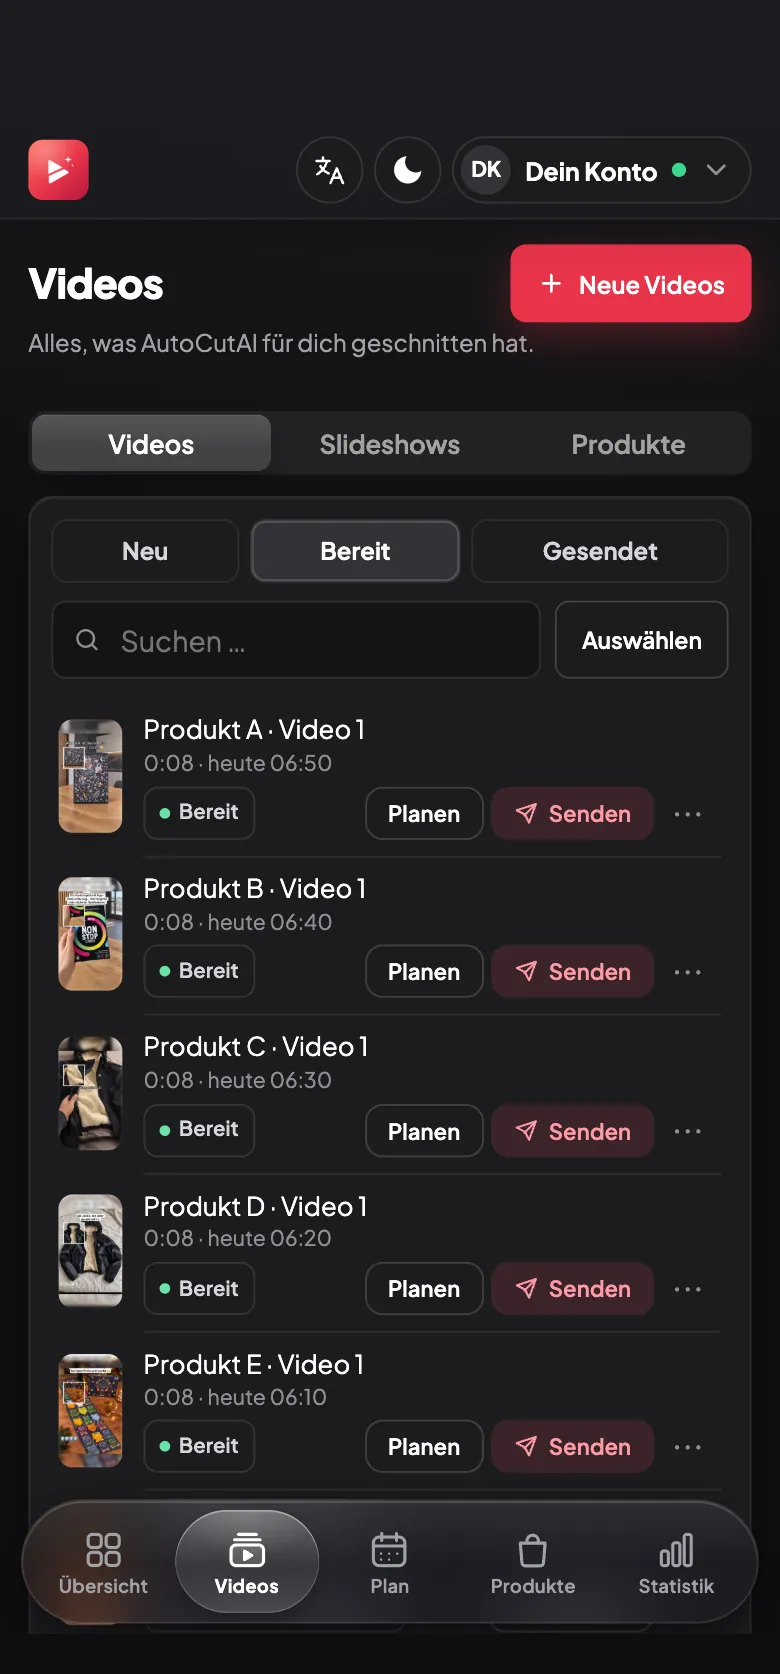 DK Dein Konto
Videos
+ Neue Videos
Alles, was AutoCutAI für dich geschnitten hat.
Videos Slideshows Produkte
Neu Bereit Gesendet
Suchen ... Auswählen
Produkt A · Video 1
0:08 · heute 06:50
Bereit Planen Senden ...
Produkt B · Video 1
0:08 · heute 06:40
NON
STOP
Bereit Planen Senden ...
Produkt C · Video 1
0:08 · heute 06:30
Bereit Planen Senden ...
Produkt D · Video 1
0:08 · heute 06:20
Bereit Planen Senden ...
Produkt E · Video 1
0:08 · heute 06:10
Bereit Planen Senden ...
Übersicht Videos Plan Produkte Statistik